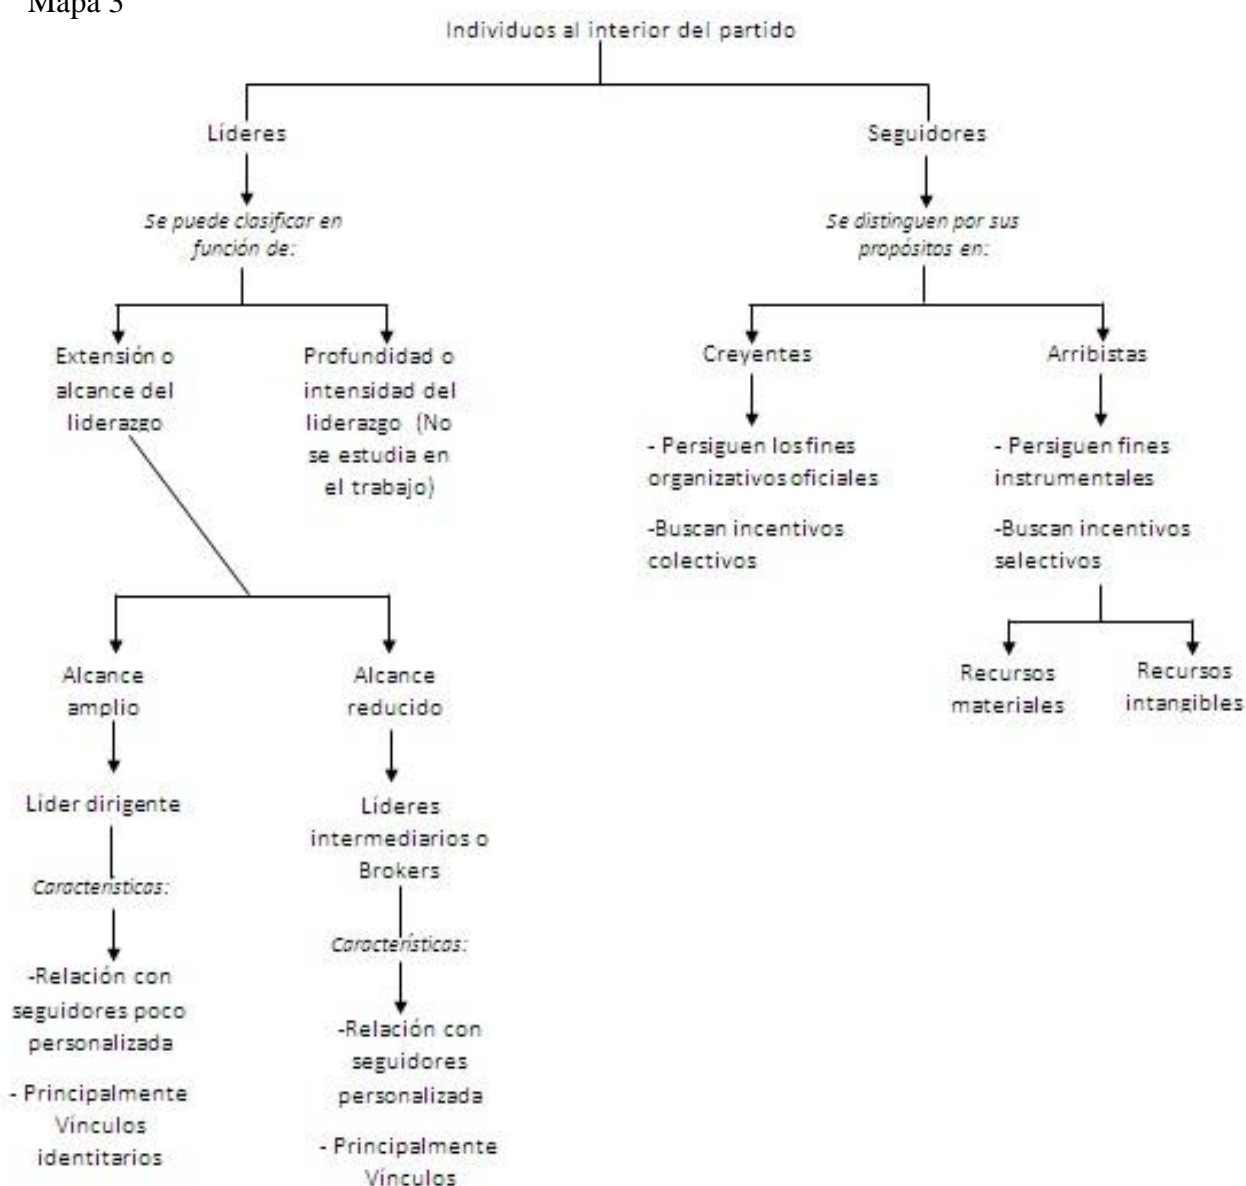 Mapa 3
Individuos al interior del partido
Líderes
Seguidores
Se puede clasificar en
función de:
Se distinguen por sus
propósitos en:
Extensión o
alcance del
liderazgo
Profundidad o
intensidad del
liderazgo (No
se estudia en
el trabajo)
Creyentes
- Persiguen los fines
organizativos oficiales
-Buscan incentivos
colectivos
Arribistas
- Persiguen fines
instrumentales
-Buscan incentivos
selectivos
Recursos
materiales
Recursos
intangibles
Alcance
amplio
Líder dirigente
Características:
-Relación con
seguidores poco
personalizada
- Principalmente
Vínculos
identitarios
Alcance
reducido
Líderes
intermediarios o
Brokers
Características:
-Relación con
seguidores
personalizada
- Principalmente
Vínculos